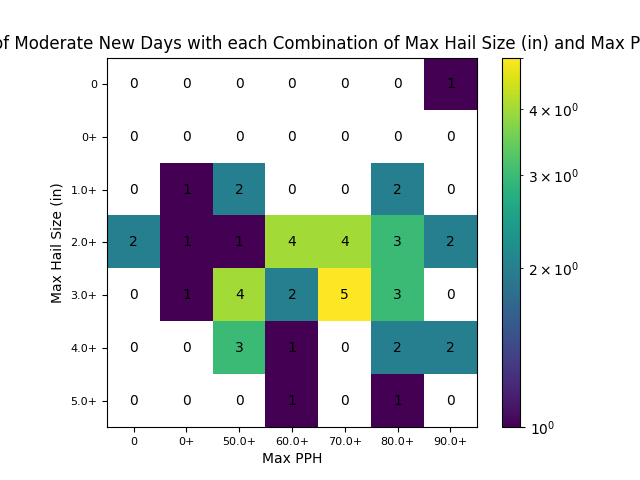 of Moderate New Days with each Combination of Max Hail Size (in) and Max P
0 0 0 0 0 0 0 1
0+ 0 0 0 0 0 0 0
1.0+ 0 1 2 0 0 2 0
2.0+ 2 1 1 4 4 3 2
3.0+ 0 1 4 2 5 3 0
4.0+ 0 0 3 1 0 2 2
5.0+ 0 0 0 1 0 1 0
0 0+ 50.0+ 60.0+ 70.0+ 80.0+ 90.0+
Max PPH
Max Hail Size (in)
4 × 10⁰
3 × 10⁰
2 × 10⁰
10⁰